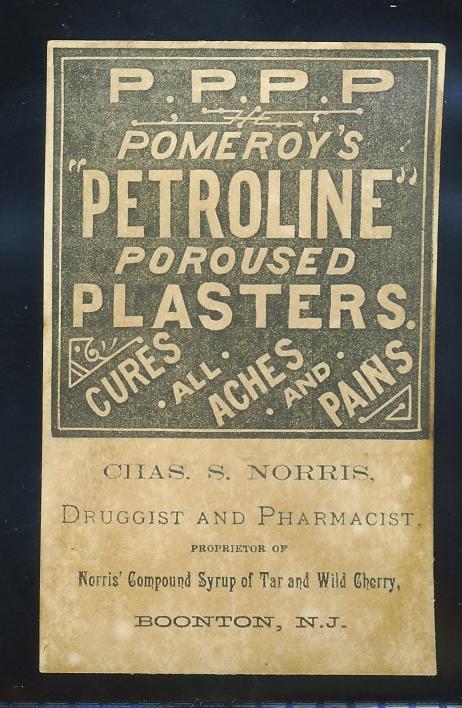 P.P.P.P
POMEROY'S
"PETROLINE"
POROUSED
PLASTERS.
CURES · ALL · ACHES · AND · PAINS
CHAS. S. NORRIS,
DRUGGIST AND PHARMACIST,
PROPRIETOR OF
Norris' Compound Syrup of Tar and Wild Cherry,
BOONTON, N.J.